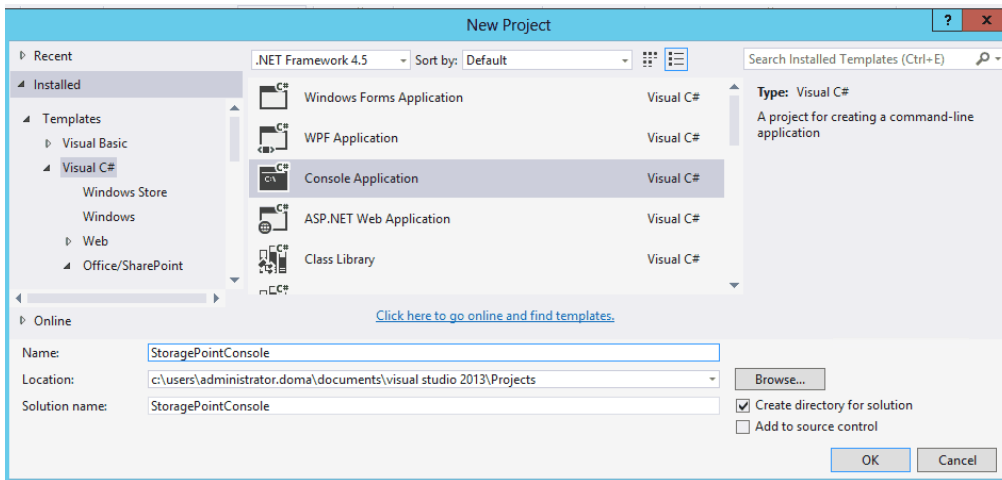 New Project
? x
Recent
.NET Framework 4.5 Sort by: Default
Search Installed Templates (Ctrl+E)
Installed
Templates
Visual Basic
Visual C#
Windows Store
Windows
Web
Office/SharePoint
Online
C# Windows Forms Application Visual C#
C# WPF Application Visual C#
C# C:\ Console Application Visual C#
C# ASP.NET Web Application Visual C#
C# Class Library Visual C#
C#
Click here to go online and find templates.
Type: Visual C#
A project for creating a command-line
application
Name: StoragePointConsole
Location: c:\users\administrator.doma\documents\visual studio 2013\Projects
Browse...
Solution name: StoragePointConsole
Create directory for solution
Add to source control
OK Cancel